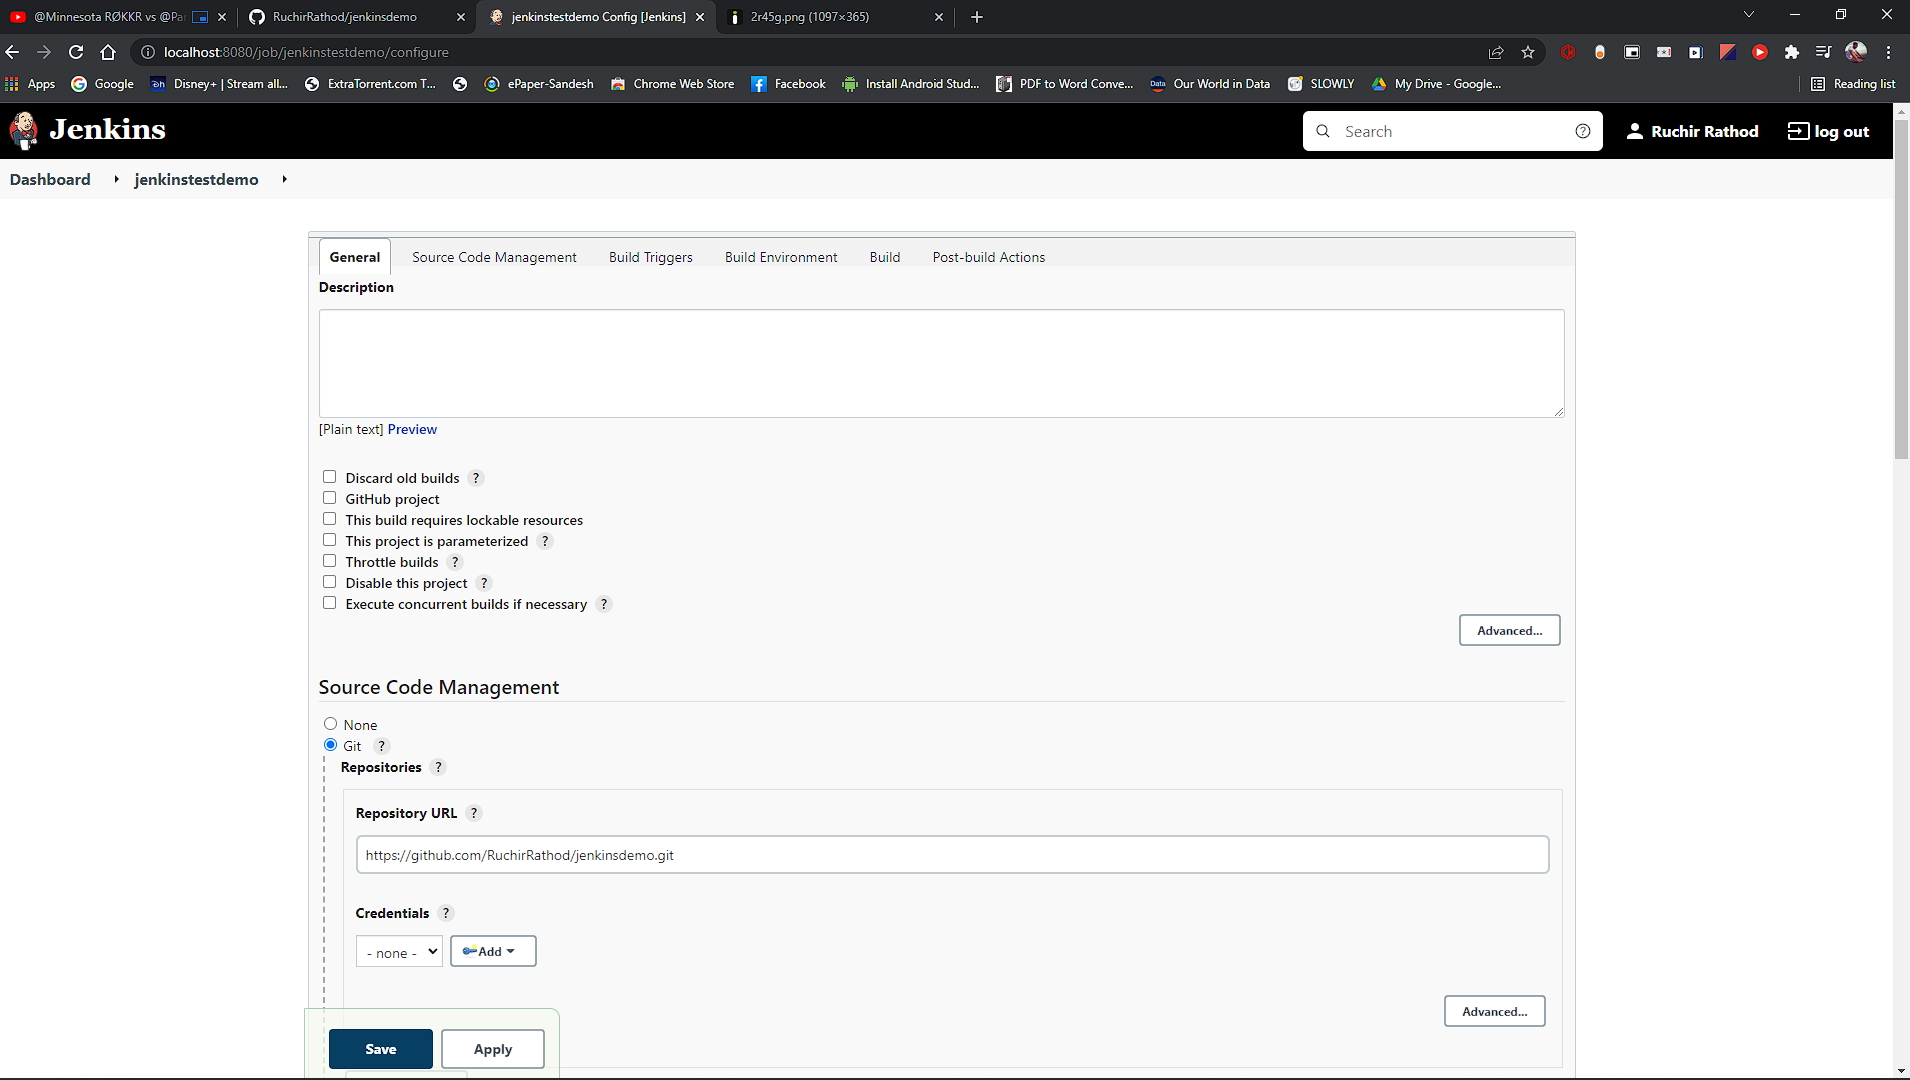 @Minnesota RØKKR vs @Pa
RuchirRathod/jenkinsdemo
jenkinstestdemo Config [Jenkins]
2r45g.png (1097×365)
localhost:8080/job/jenkinstestdemo/configure
Apps
Google
Disney+ | Stream all...
ExtraTorrent.com T...
ePaper-Sandesh
Chrome Web Store
Facebook
Install Android Stud...
PDF to Word Conve...
Our World in Data
SLOWLY
My Drive - Google...
Reading list
Jenkins
Search
Ruchir Rathod
log out
Dashboard
jenkinstestdemo
General
Source Code Management
Build Triggers
Build Environment
Build
Post-build Actions
Description
[Plain text] Preview
Discard old builds ?
GitHub project
This build requires lockable resources
This project is parameterized ?
Throttle builds ?
Disable this project ?
Execute concurrent builds if necessary ?
Advanced...
Source Code Management
None
Git ?
Repositories ?
Repository URL ?
https://github.com/RuchirRathod/jenkinsdemo.git
Credentials ?
- none -
Add
Advanced...
Save
Apply